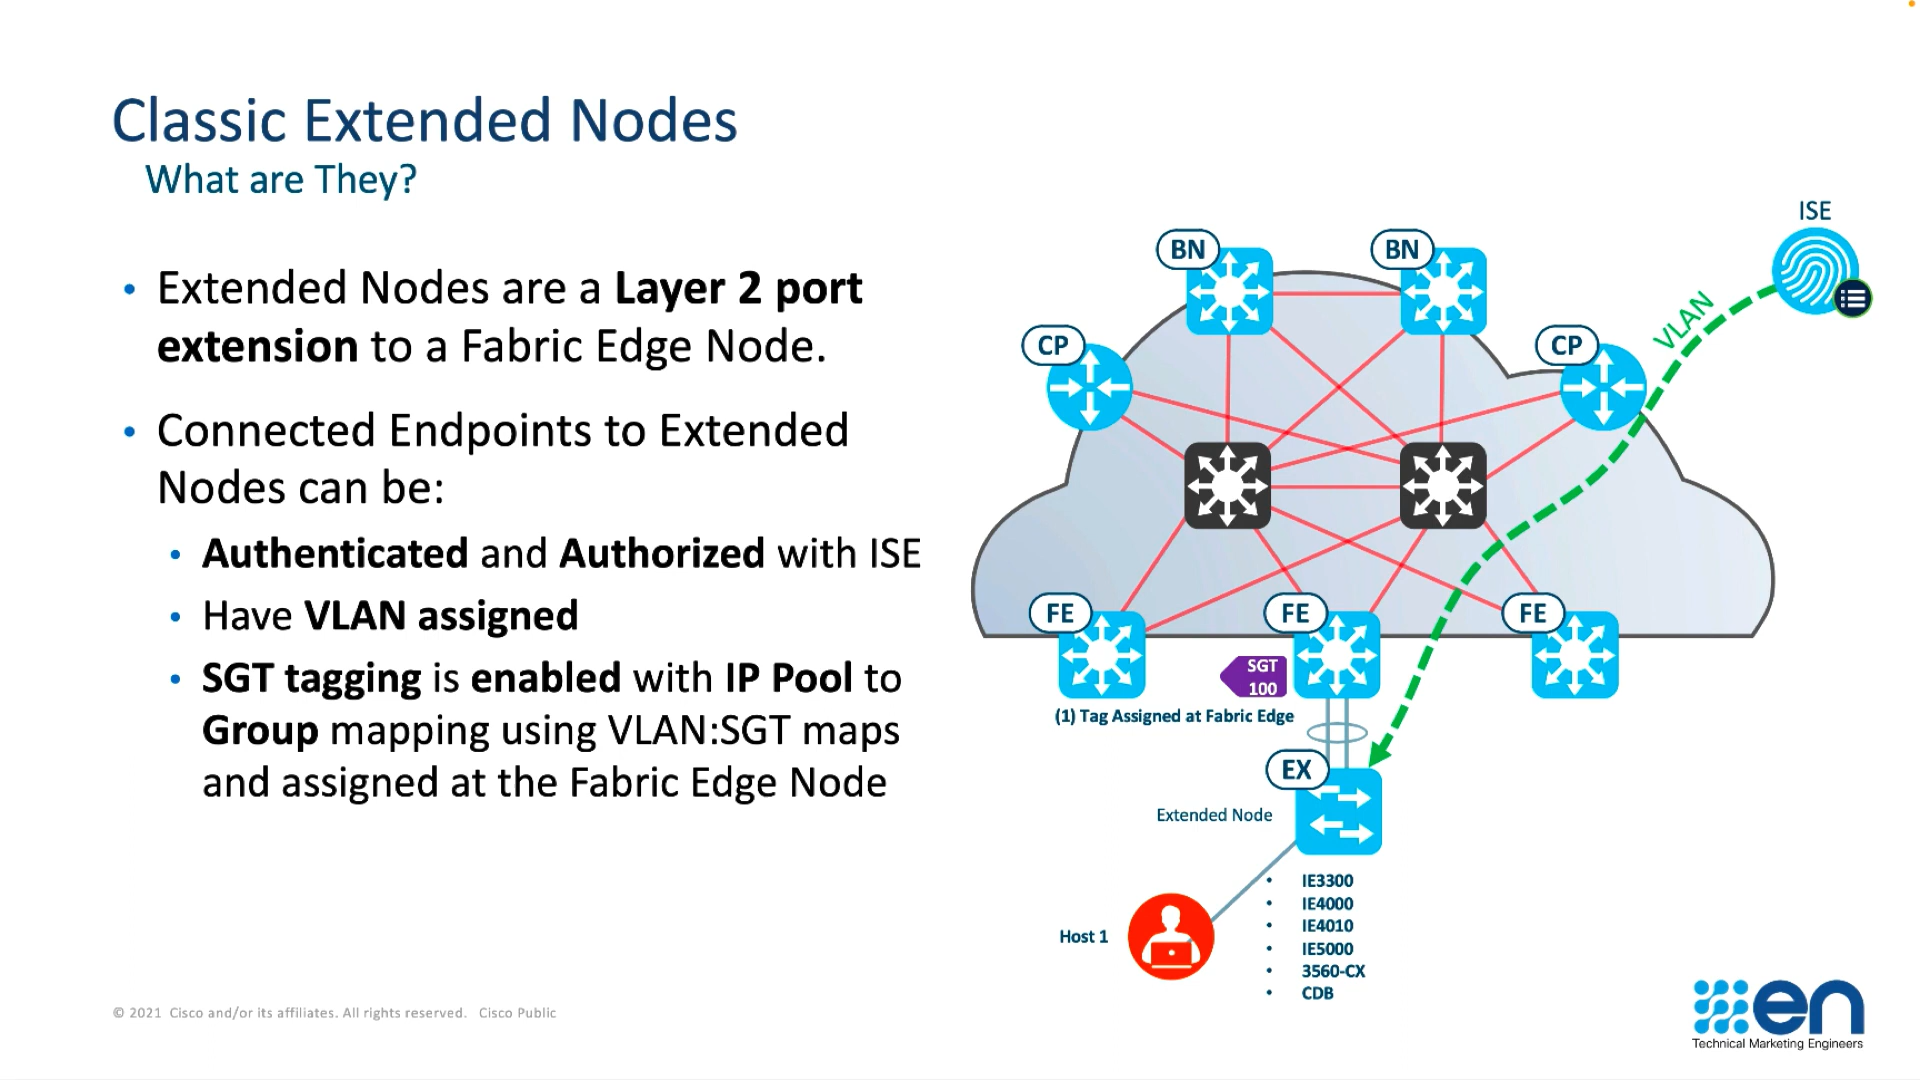 Classic Extended Nodes
What are They?
• Extended Nodes are a Layer 2 port
extension to a Fabric Edge Node.
• Connected Endpoints to Extended
Nodes can be:
• Authenticated and Authorized with ISE
• Have VLAN assigned
• SGT tagging is enabled with IP Pool to
Group mapping using VLAN:SGT maps
and assigned at the Fabric Edge Node
ISE
BN
BN
VLAN
CP
CP
FE
FE
FE
SGT
100
(1) Tag Assigned at Fabric Edge
EX
Extended Node
• IE3300
• IE4000
• IE4010
• IE5000
• 3560-CX
• CDB
Host 1
© 2021 Cisco and/or its affiliates. All rights reserved. Cisco Public
en
Technical Marketing Engineers